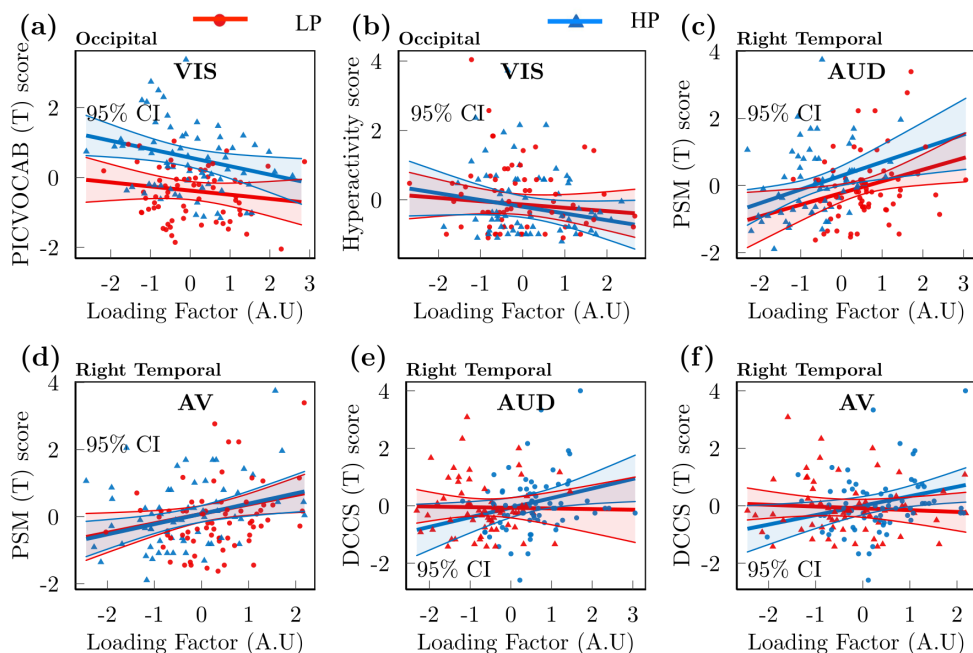 LP HP
(a) Occipital
VIS
95% CI
PICVOCAB (T) score
2
0
-2
-2 -1 0 1 2 3
Loading Factor (A.U)
(b) Occipital
VIS
95% CI
Hyperactivity score
4
2
0
-2 -1 0 1 2
Loading Factor (A.U)
(c) Right Temporal
AUD
95% CI
PSM (T) score
4
2
0
-2
-2 -1 0 1 2 3
Loading Factor (A.U)
(d) Right Temporal
AV
95% CI
PSM (T) score
4
2
0
-2
-2 -1 0 1 2
Loading Factor (A.U)
(e) Right Temporal
AUD
95% CI
DCCS (T) score
4
2
0
-2
-2 -1 0 1 2 3
Loading Factor (A.U)
(f) Right Temporal
AV
95% CI
DCCS (T) score
4
2
0
-2
-2 -1 0 1 2
Loading Factor (A.U)